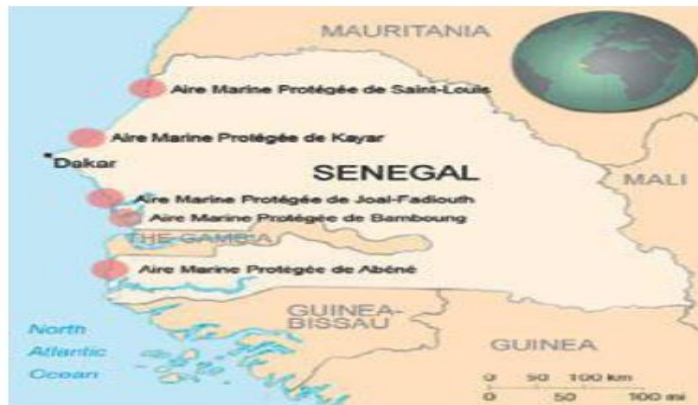 MAURITANIA
Aire Marine Protégée de Saint-Louis
Aire Marine Protégée de Kayar
Dakar
SENEGAL
MALI
Aire Marine Protégée de Joal-Fadiouth
Aire Marine Protégée de Bamboung
THE GAMBIA
Aire Marine Protégée de Abéné
GUINEA-
BISSAU
North
Atlantic
Ocean
GUINEA
0 50 100 km
0 50 100 mi